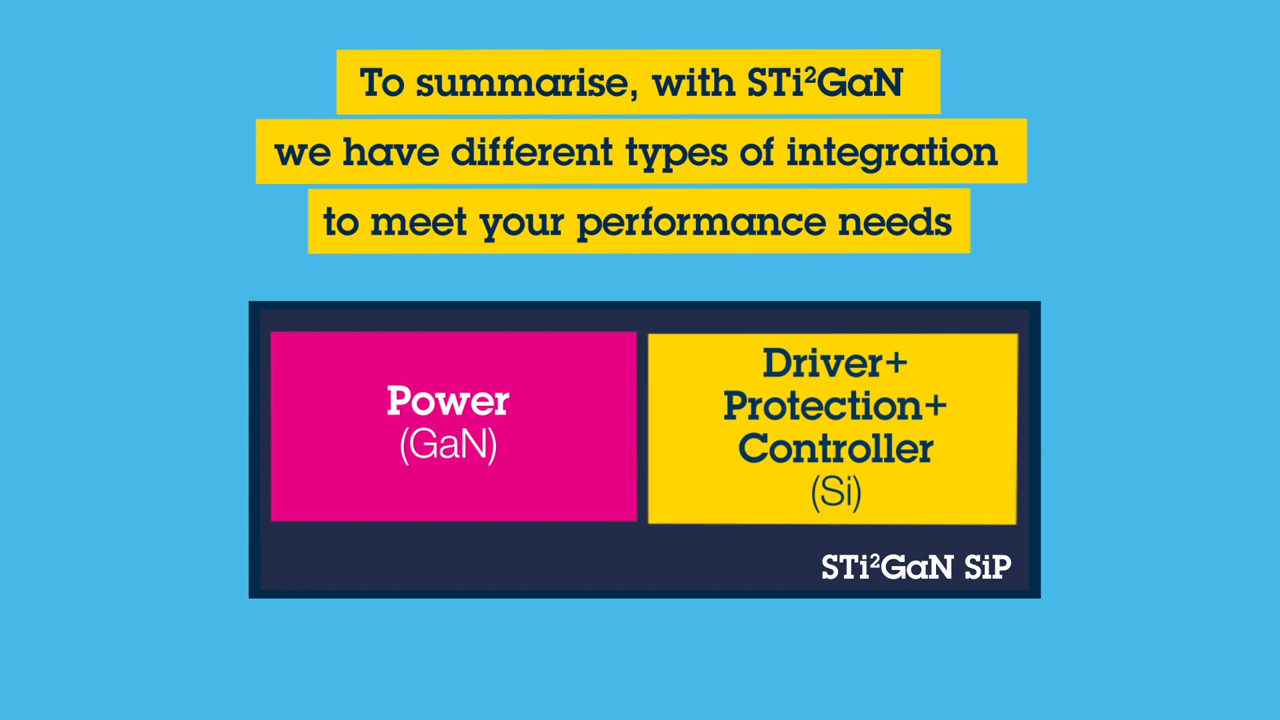 To summarise, with STi²GaN
we have different types of integration
to meet your performance needs
Power
(GaN)
Driver+
Protection+
Controller
(Si)
STi²GaN SiP